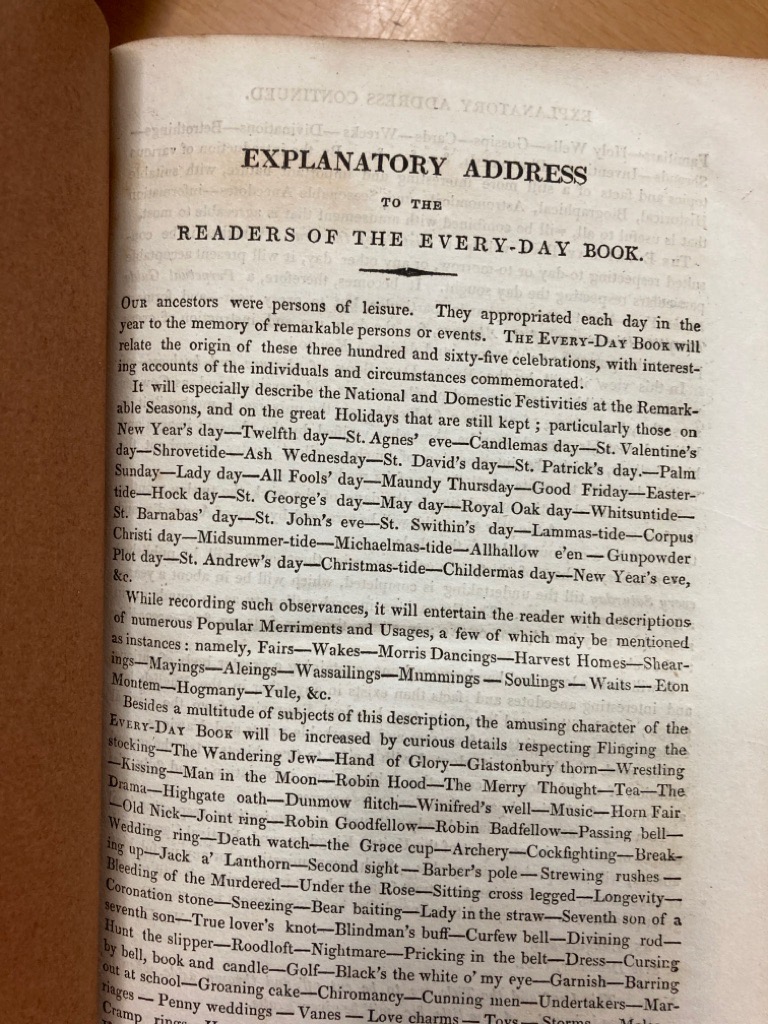 EXPLANATORY ADDRESS
TO THE
READERS OF THE EVERY-DAY BOOK.
OUR ancestors were persons of leisure. They appropriated each day in the
year to the memory of remarkable persons or events. THE EVERY-DAY BOOK will
relate the origin of these three hundred and sixty-five celebrations, with interest-
ing accounts of the individuals and circumstances commemorated.
It will especially describe the National and Domestic Festivities at the Remark-
able Seasons, and on the great Holidays that are still kept; particularly those on
New Year's day—Twelfth day—St. Agnes' eve—Candlemas day—St. Valentine's
day—Shrovetide—Ash Wednesday—St. David's day—St. Patrick's day.—Palm
Sunday—Lady day—All Fools' day—Maundy Thursday—Good Friday—Easter-
tide—Hock day—St. George's day—May day—Royal Oak day—Whitsuntide—
St. Barnabas' day—St. John's eve—St. Swithin's day—Lammas-tide—Corpus
Christi day—Midsummer-tide—Michaelmas-tide—Allhallow e'en—Gunpowder
Plot day—St. Andrew's day—Christmas-tide—Childermas day—New Year's eve,
&c.
While recording such observances, it will entertain the reader with descriptions
of numerous Popular Merriments and Usages, a few of which may be mentioned
as instances: namely, Fairs—Wakes—Morris Dancings—Harvest Homes—Shear-
ings—Mayings—Aleings—Wassailings—Mummings—Soulings—Waits—Eton
Montem—Hogmany—Yule, &c.
Besides a multitude of subjects of this description, the amusing character of the
EVERY-DAY BOOK will be increased by curious details respecting Flinging the
stocking—The Wandering Jew—Hand of Glory—Glastonbury thorn—Wrestling
—Kissing—Man in the Moon—Robin Hood—The Merry Thought—Tea—The
Drama—Highgate oath—Dunmow flitch—Winifred's well—Music—Horn Fair
—Old Nick—Joint ring—Robin Goodfellow—Robin Badfellow—Passing bell—
Wedding ring—Death watch—the Grace cup—Archery—Cockfighting—Break-
ing up—Jack a' Lanthorn—Second sight—Barber's pole—Strewing rushes—
Bleeding of the Murdered—Under the Rose—Sitting cross legged—Longevity—
Coronation stone—Sneezing—Bear baiting—Lady in the straw—Seventh son of a
seventh son—True lover's knot—Blindman's buff—Curfew bell—Divining rod—
Hunt the slipper—Roodloft—Nightmare—Pricking in the belt—Dress—Cursing
by bell, book and candle—Golf—Black's the white o' my eye—Garnish—Barring
out at school—Groaning cake—Chiromancy—Cunning men—Undertakers—Mar-
riages—Penny weddings—Vanes—Love charms—Toys—Storms
Cramp rings